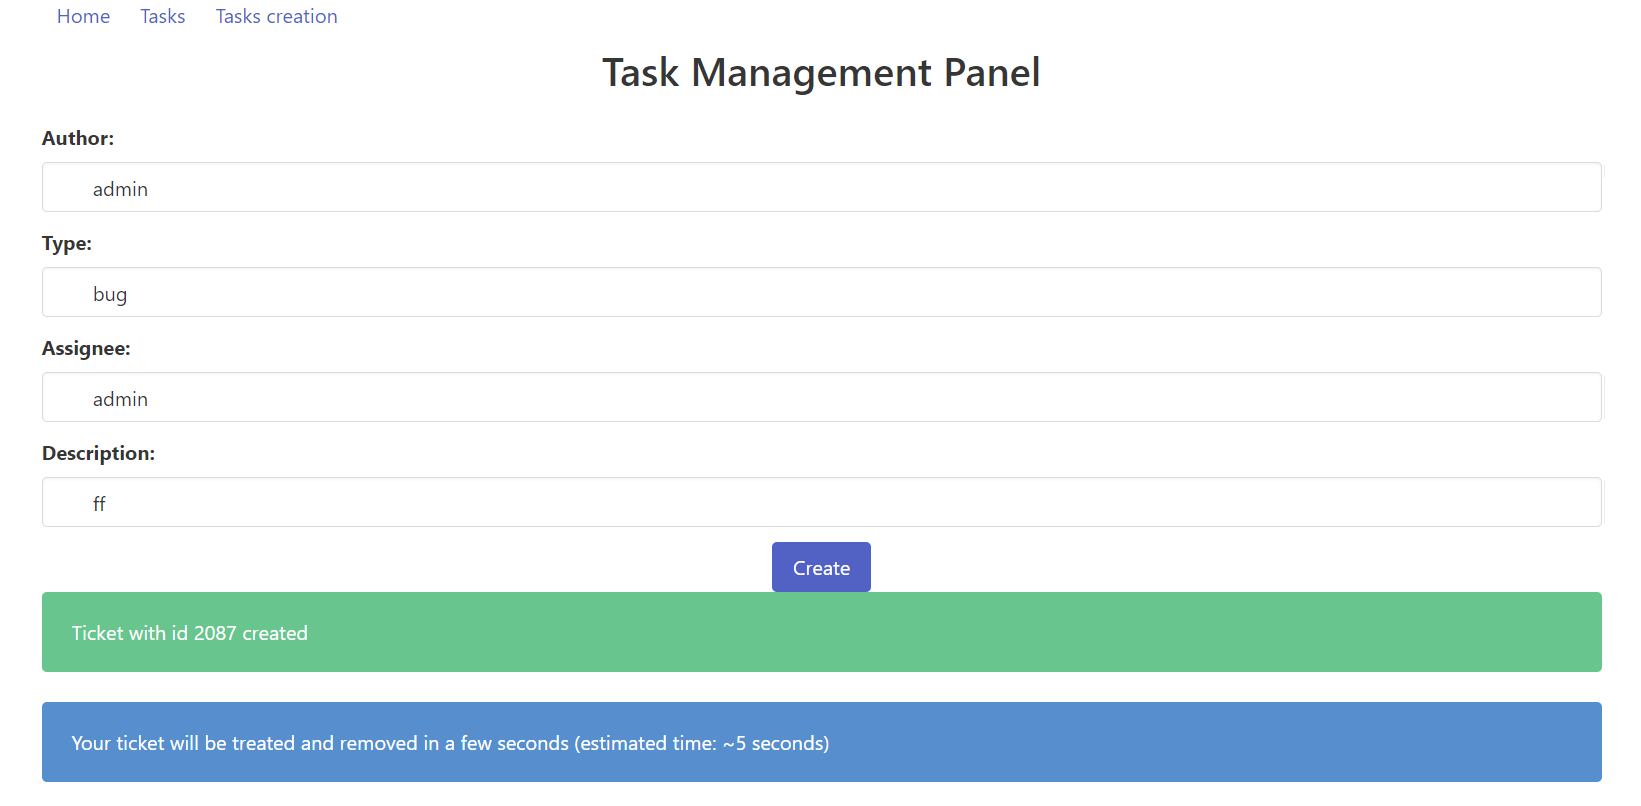 Home Tasks Tasks creation
Task Management Panel
Author:
admin
Type:
bug
Assignee:
admin
Description:
ff
Create
Ticket with id 2087 created
Your ticket will be treated and removed in a few seconds (estimated time: ~5 seconds)